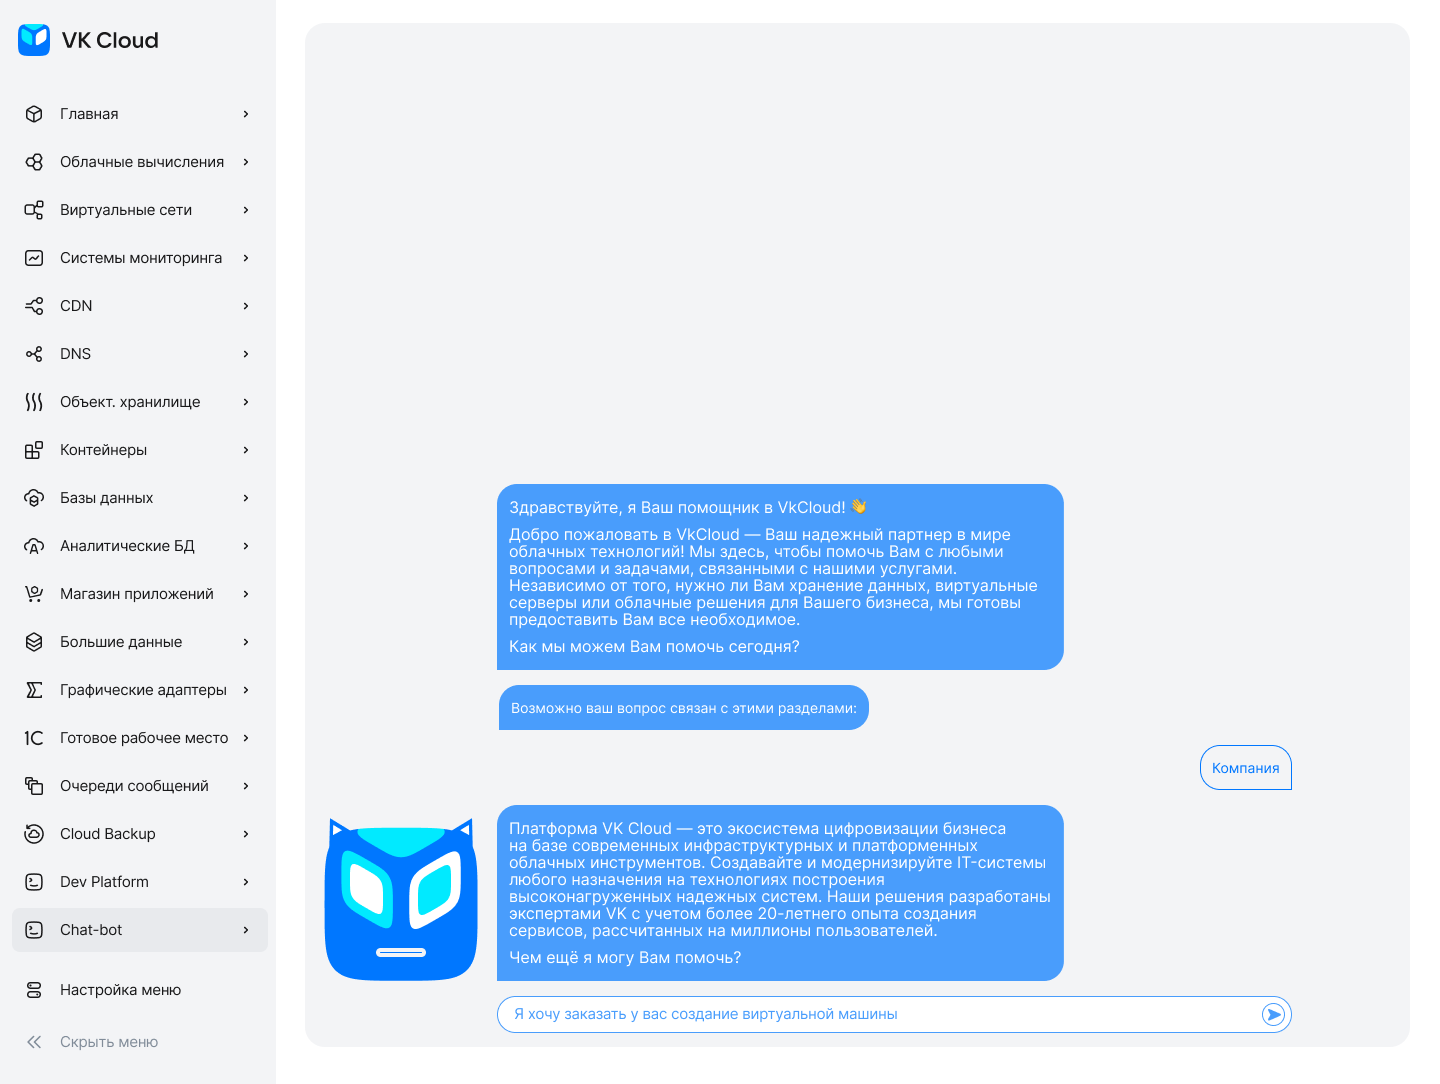 VK Cloud
Главная
Облачные вычисления
Виртуальные сети
Системы мониторинга
CDN
DNS
Объект. хранилище
Контейнеры
Базы данных
Аналитические БД
Магазин приложений
Большие данные
Графические адаптеры
1C Готовое рабочее место
Очереди сообщений
Cloud Backup
Dev Platform
Chat-bot
Настройка меню
Скрыть меню
Здравствуйте, я Ваш помощник в VkCloud! 👋
Добро пожаловать в VkCloud — Ваш надежный партнер в мире
облачных технологий! Мы здесь, чтобы помочь Вам с любыми
вопросами и задачами, связанными с нашими услугами.
Независимо от того, нужно ли Вам хранение данных, виртуальные
серверы или облачные решения для Вашего бизнеса, мы готовы
предоставить Вам все необходимое.
Как мы можем Вам помочь сегодня?
Возможно ваш вопрос связан с этими разделами:
Компания
Платформа VK Cloud — это экосистема цифровизации бизнеса
на базе современных инфраструктурных и платформенных
облачных инструментов. Создавайте и модернизируйте IT-системы
любого назначения на технологиях построения
высоконагруженных надежных систем. Наши решения разработаны
экспертами VK с учетом более 20-летнего опыта создания
сервисов, рассчитанных на миллионы пользователей.
Чем ещё я могу Вам помочь?
Я хочу заказать у вас создание виртуальной машины